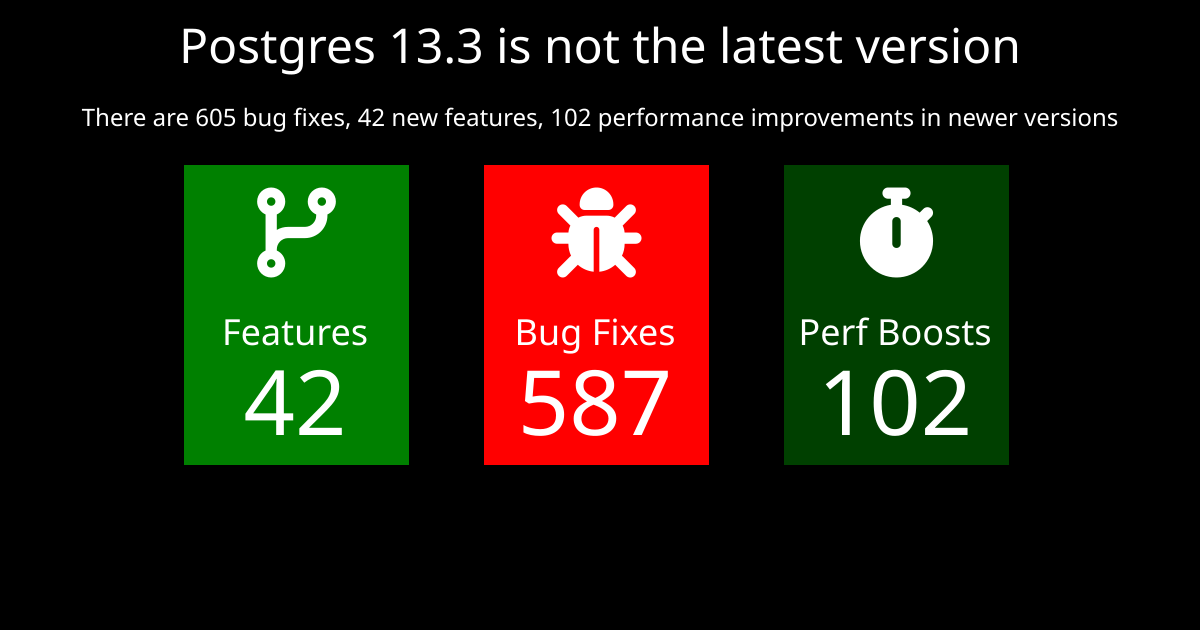 Postgres 13.3 is not the latest version
There are 605 bug fixes, 42 new features, 102 performance improvements in newer versions
Features
42
Bug Fixes
587
Perf Boosts
102